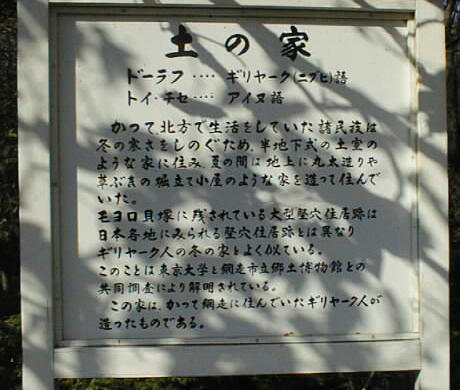 土の家
ドーラフ ‥‥ ギリヤーク(ニブヒ)語
トイ・チセ‥‥ アイヌ語
かつて、北方で生活をしていた諸民族は
冬の寒さをしのぐため、半地下式の土室の
ような家に住み、夏の間は地上に丸太造りや
草ぶきの堀立て小屋のような家を造って住んで
いた。
モヨロ貝塚に残されている大型竪穴住居跡は
日本各地にみられる竪穴住居跡とは異なり
ギリヤーク人の冬の家とよく似ている。
このことは東京大学と網走市立郷土博物館との
共同調査により解明されている。
この家は、かつて網走に住んでいたギリヤーク人が
造ったものである。